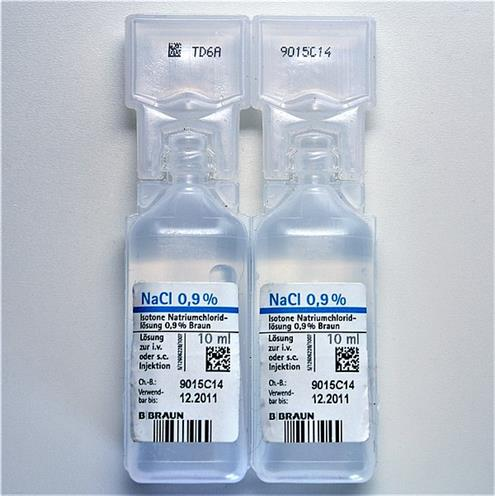 TD6A
9015C14
NaCl 0,9%
Isotone Natriumchlorid-
lösung 0,9% Braun
Lösung
zur i.v.
oder s.c.
Injektion
10 ml
Ch.-B.: 9015C14
Verwend-
bar bis: 12.2011
B|BRAUN
NaCl 0,9%
Isotone Natriumchlorid-
lösung 0,9% Braun
Lösung
zur i.v.
oder s.c.
Injektion
10 ml
Ch.-B.: 9015C14
Verwend-
bar bis: 12.2011
B|BRAUN